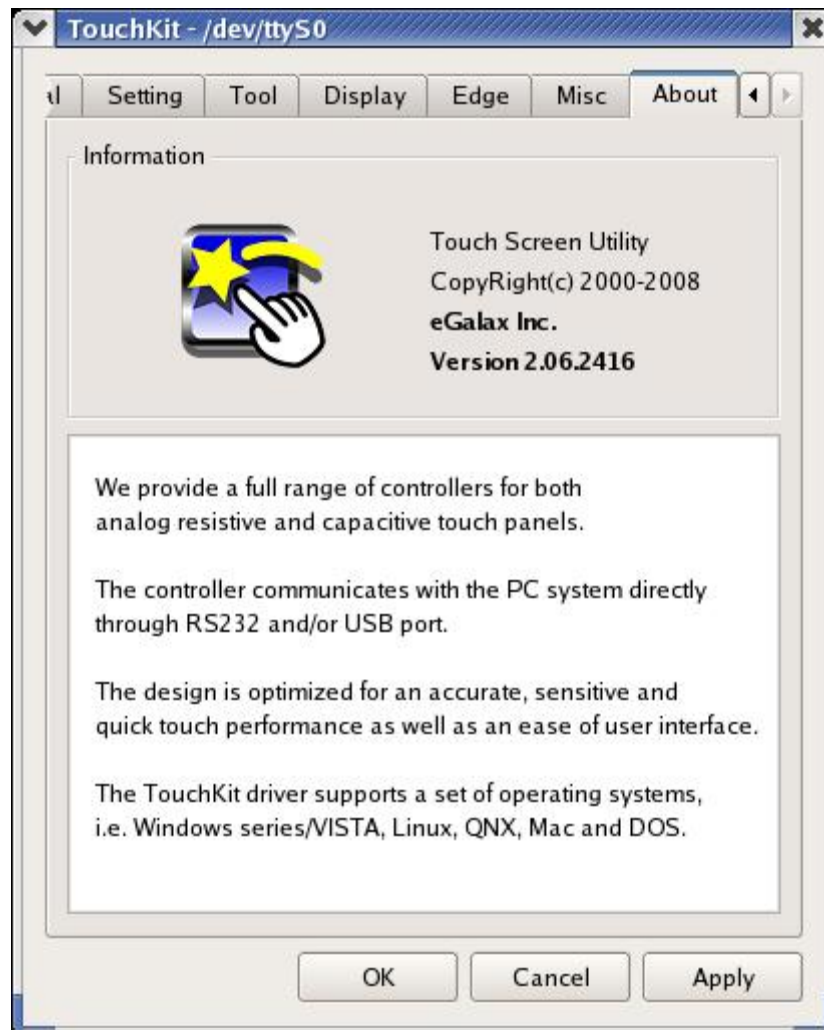 TouchKit - /dev/ttyS0
al Setting Tool Display Edge Misc About
Information
Touch Screen Utility
CopyRight(c) 2000-2008
eGalax Inc.
Version 2.06.2416
We provide a full range of controllers for both
analog resistive and capacitive touch panels.
The controller communicates with the PC system directly
through RS232 and/or USB port.
The design is optimized for an accurate, sensitive and
quick touch performance as well as an ease of user interface.
The TouchKit driver supports a set of operating systems,
i.e. Windows series/VISTA, Linux, QNX, Mac and DOS.
OK Cancel Apply